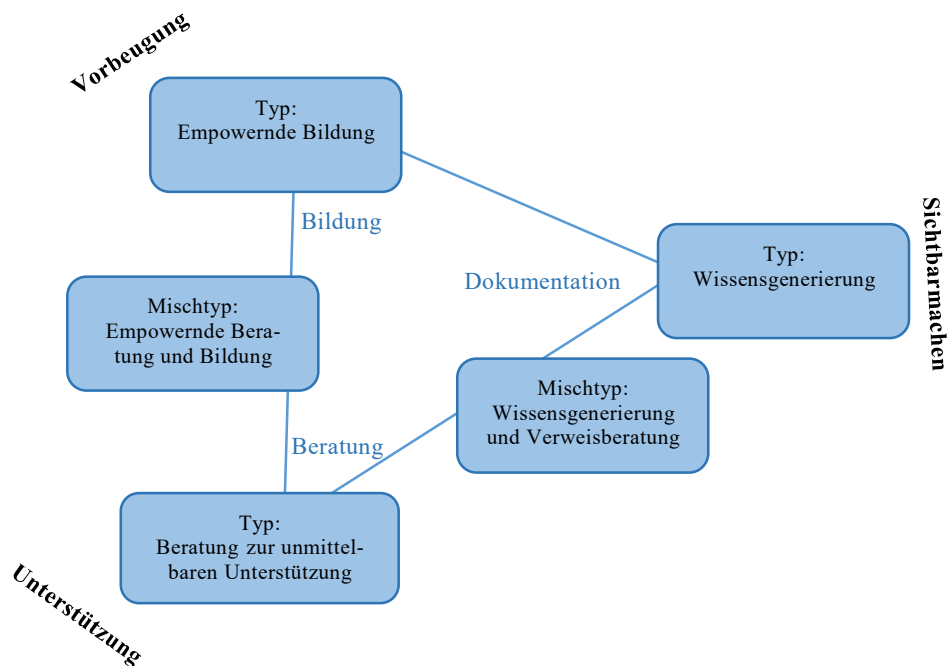 Vorbeugung
Typ:
Empowernde Bildung
Bildung
Sichtbarmachen
Typ:
Wissensgenerierung
Dokumentation
Mischtyp:
Empowernde Bera-
tung und Bildung
Mischtyp:
Wissensgenerierung
und Verweisberatung
Beratung
Typ:
Beratung zur unmittel-
baren Unterstützung
Unterstützung